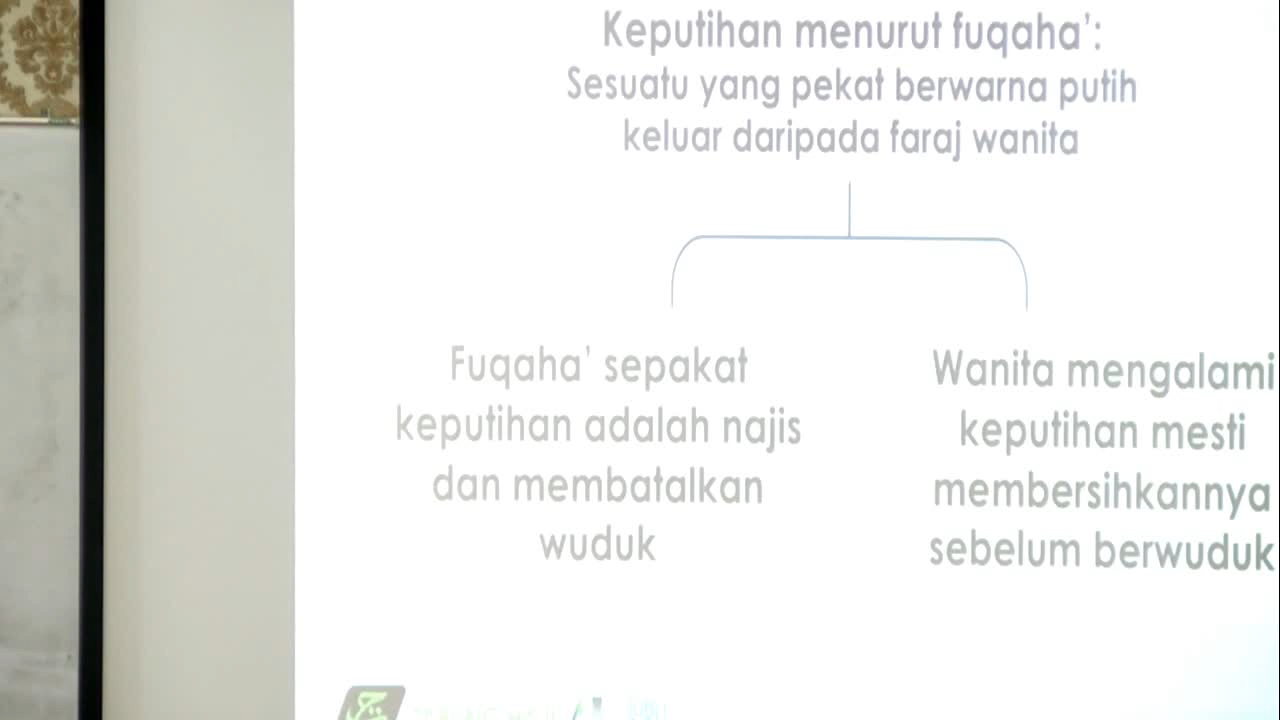 Keputihan menurut fuqaha':
Sesuatu yang pekat berwarna putih
keluar daripada faraj wanita
Fuqaha' sepakat
keputihan adalah najis
dan membatalkan
wuduk
Wanita mengalami
keputihan mesti
membersihkannya
sebelum berwuduk